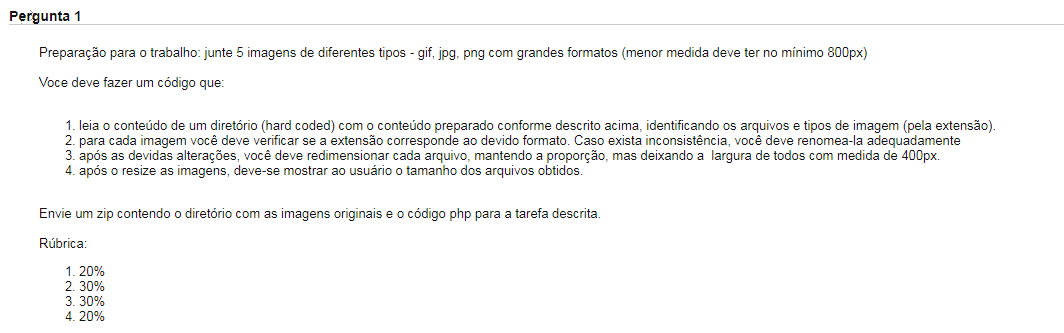 Pergunta 1
Preparação para o trabalho: junte 5 imagens de diferentes tipos - gif, jpg, png com grandes formatos (menor medida deve ter no mínimo 800px)
Voce deve fazer um código que:
1. leia o conteúdo de um diretório (hard coded) com o conteúdo preparado conforme descrito acima, identificando os arquivos e tipos de imagem (pela extensão).
2. para cada imagem você deve verificar se a extensão corresponde ao devido formato. Caso exista inconsistência, você deve renomea-la adequadamente
3. após as devidas alterações, você deve redimensionar cada arquivo, mantendo a proporção, mas deixando a largura de todos com medida de 400px.
4. após o resize as imagens, deve-se mostrar ao usuário o tamanho dos arquivos obtidos.
Envie um zip contendo o diretório com as imagens originais e o código php para a tarefa descrita.
Rúbrica:
1. 20%
2. 30%
3. 30%
4. 20%